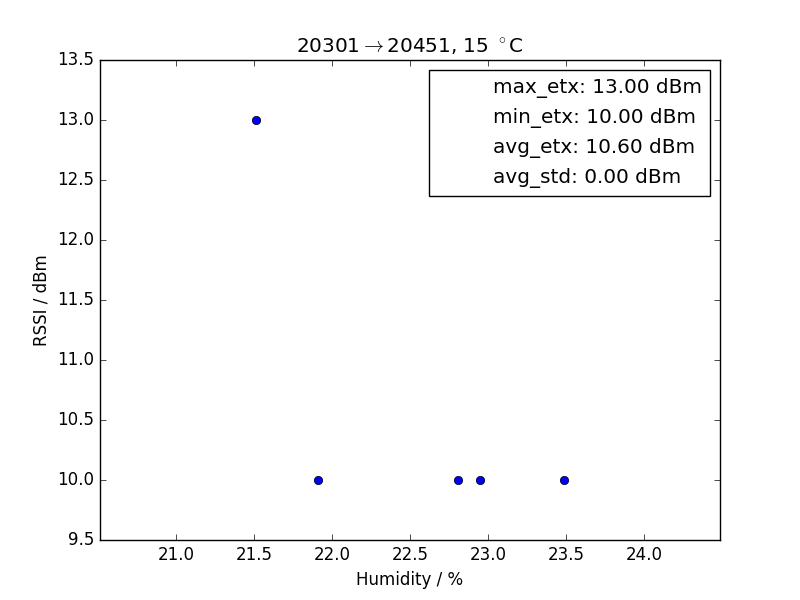 20301→20451, 15 °C
max_etx: 13.00 dBm
min_etx: 10.00 dBm
avg_etx: 10.60 dBm
avg_std: 0.00 dBm
RSSI / dBm
13.5
13.0
12.5
12.0
11.5
11.0
10.5
10.0
9.5
21.0 21.5 22.0 22.5 23.0 23.5 24.0
Humidity / %